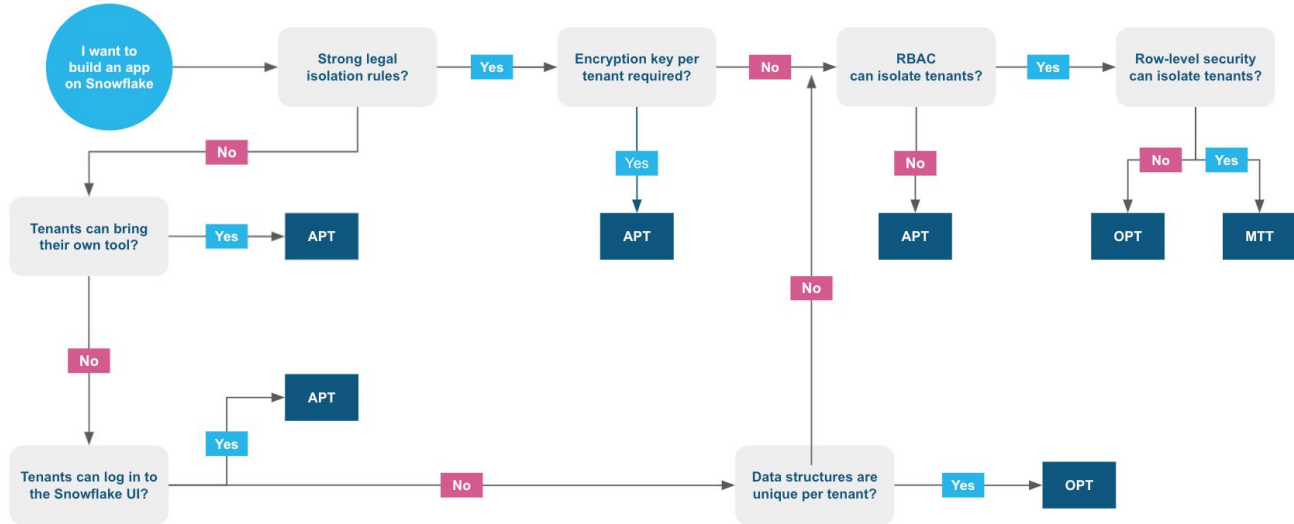 I want to
build an app
on Snowflake
Strong legal
isolation rules?
Yes
Encryption key per
tenant required?
No
RBAC
can isolate tenants?
Yes
Row-level security
can isolate tenants?
No
Yes
No
No
Yes
Tenants can bring
their own tool?
Yes
APT
APT
APT
OPT
MTT
No
No
APT
Yes
Tenants can log in to
the Snowflake UI?
No
Data structures are
unique per tenant?
Yes
OPT